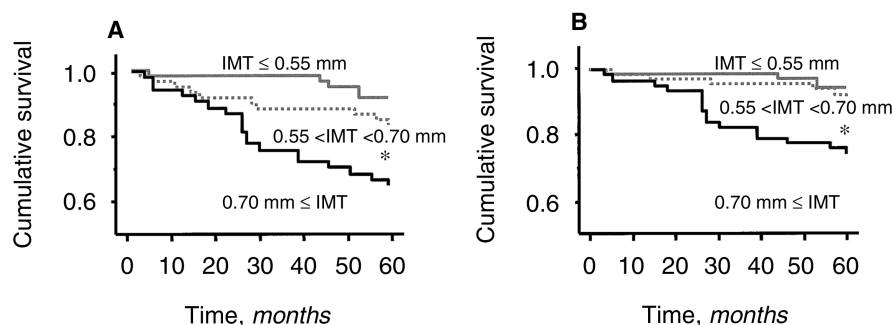 A
IMT ≤ 0.55 mm
1.0
0.55 <IMT <0.70 mm
0.8
*
0.70 mm ≤ IMT
0.6
Cumulative survival
0 10 20 30 40 50 60
Time, months
B
IMT ≤ 0.55 mm
1.0
0.55 <IMT <0.70 mm
0.8
*
0.70 mm ≤ IMT
0.6
Cumulative survival
0 10 20 30 40 50 60
Time, months